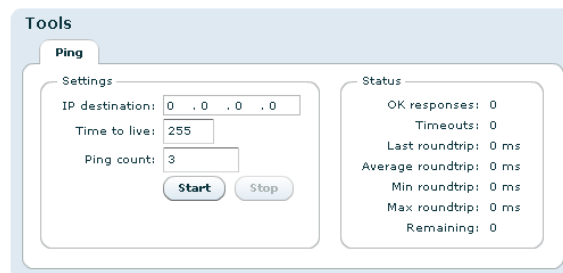 Tools
Ping
Settings
IP destination: 0 .0 .0 .0
Time to live: 255
Ping count: 3
Start Stop
Status
OK responses: 0
Timeouts: 0
Last roundtrip: 0 ms
Average roundtrip: 0 ms
Min roundtrip: 0 ms
Max roundtrip: 0 ms
Remaining: 0